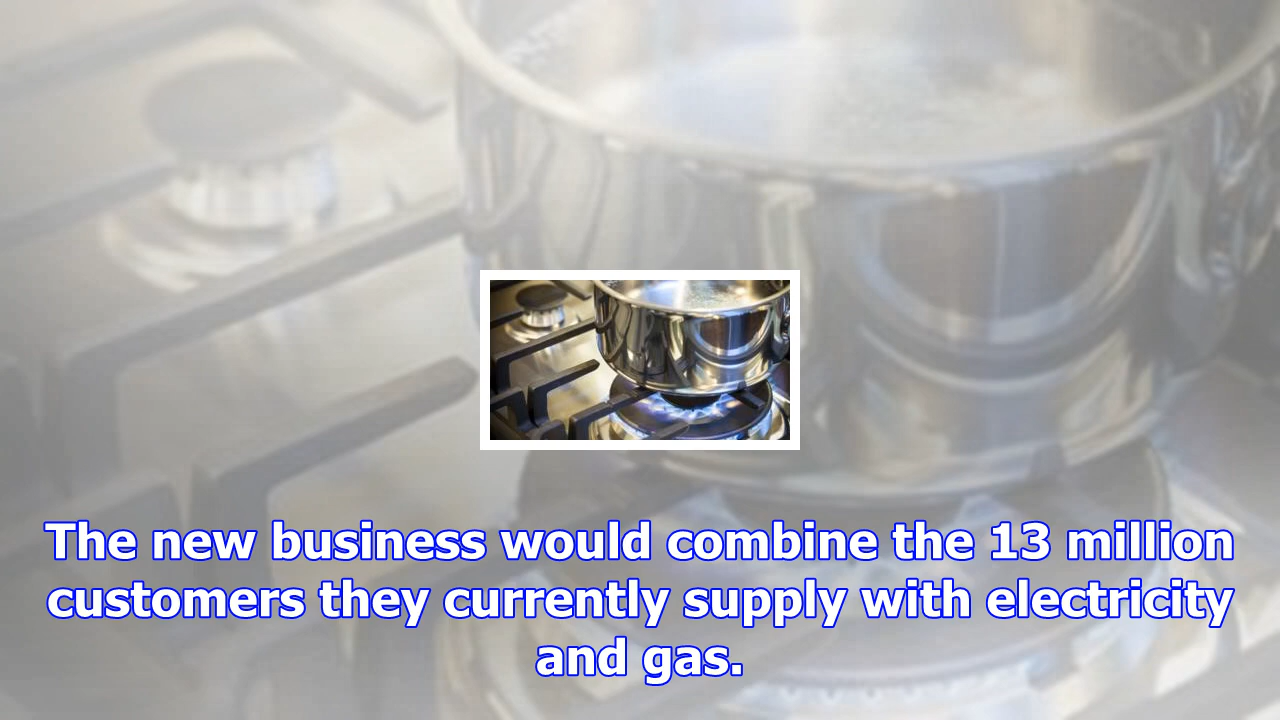 The new business would combine the 13 million
customers they currently supply with electricity
and gas.